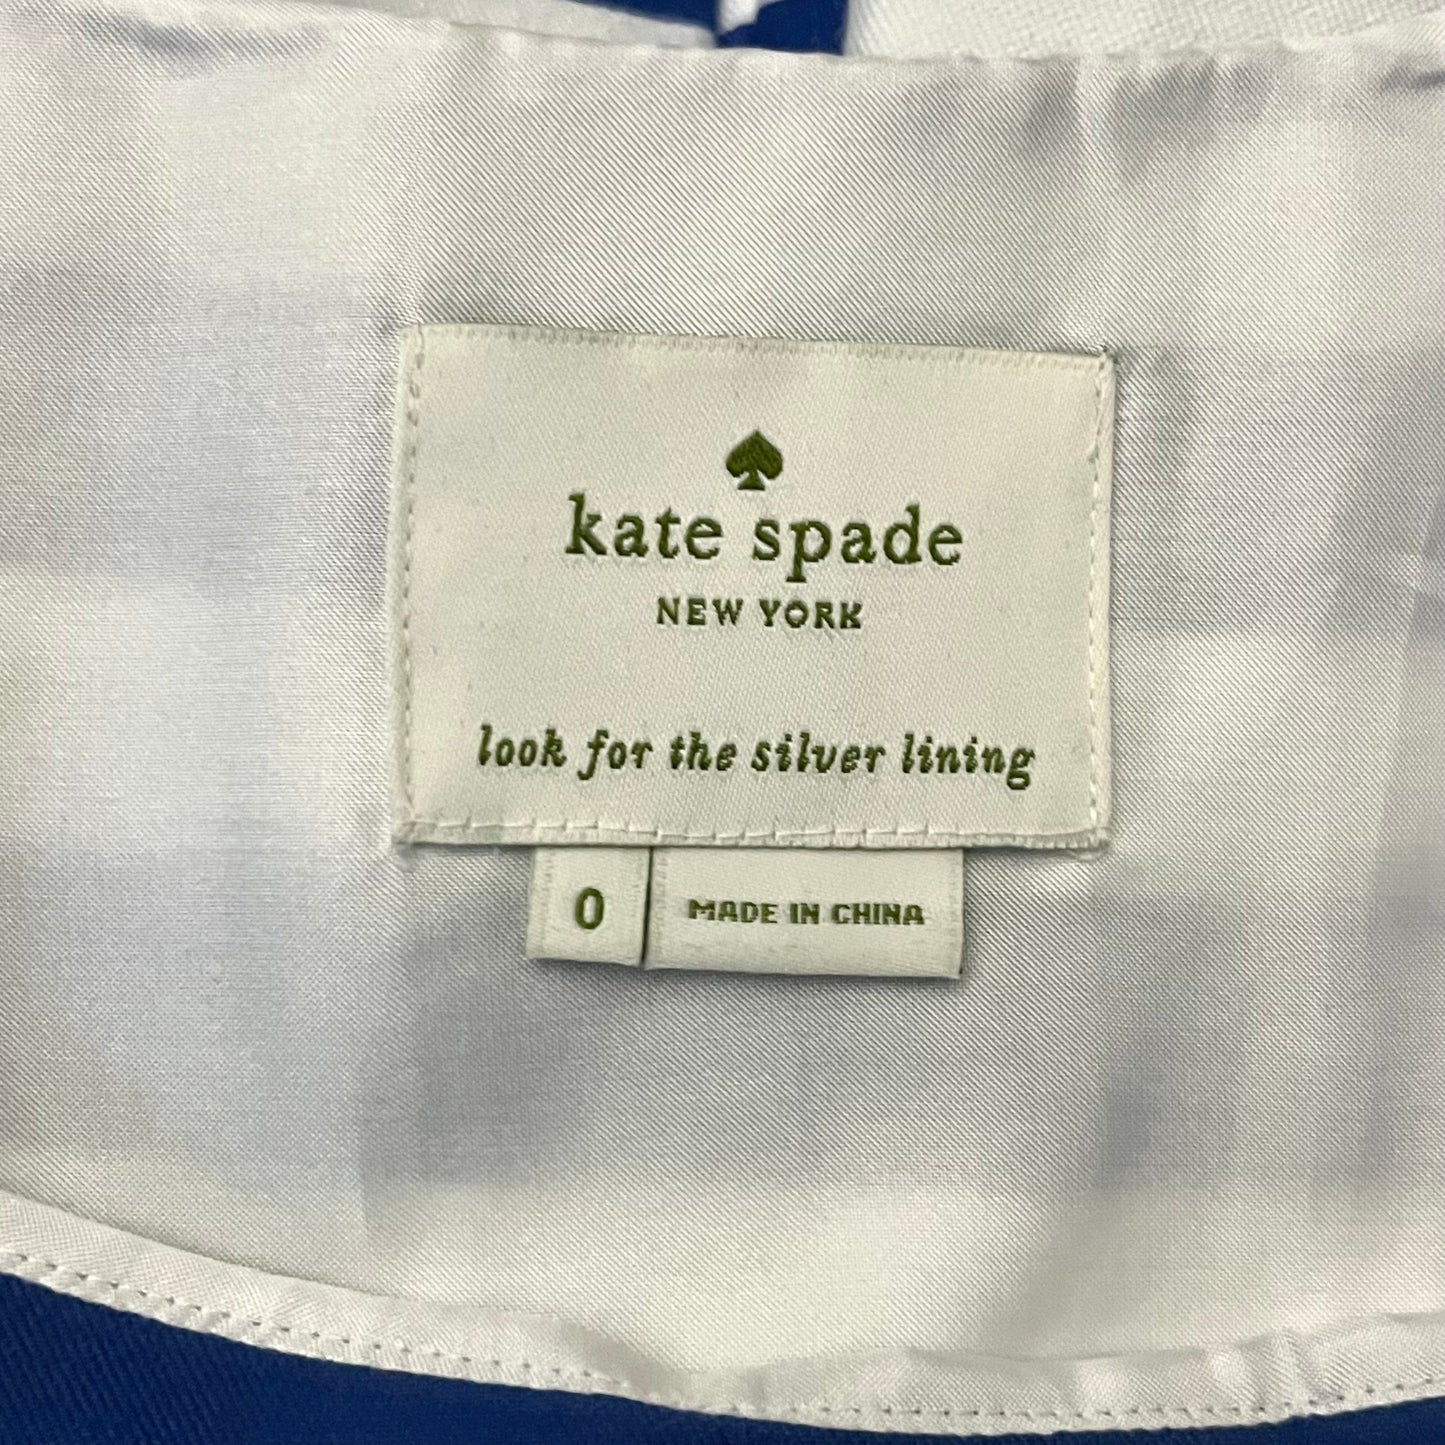 kate spade
NEW YORK
look for the silver lining
0
MADE IN CHINA